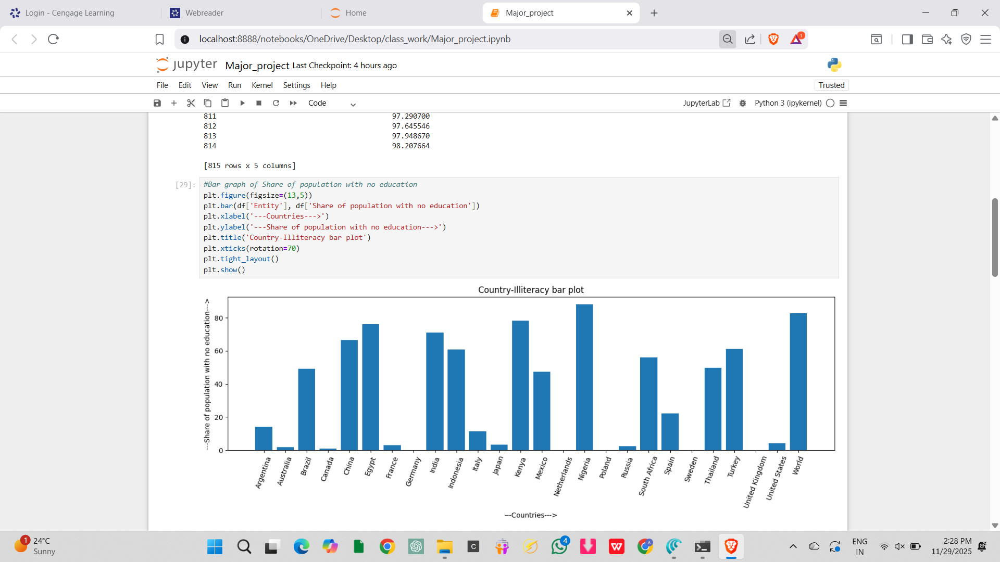 Login - Cengage Learning
Webreader
Home
Major_project
localhost:8888/notebooks/OneDrive/Desktop/class_work/Major_project.ipynb
1
jupyter Major_project Last Checkpoint: 4 hours ago
File Edit View Run Kernel Settings Help
Trusted
Code
JupyterLab
Python 3 (ipykernel)
811 97.290700
812 97.645546
813 97.948670
814 98.207664
[815 rows x 5 columns]
[29]:
#Bar graph of Share of population with no education
plt.figure(figsize=(13,5))
plt.bar(df['Entity'], df['Share of population with no education'])
plt.xlabel('---Countries--->')
plt.ylabel('---Share of population with no education--->')
plt.title('Country-Illiteracy bar plot')
plt.xticks(rotation=70)
plt.tight_layout()
plt.show()
Country-Illiteracy bar plot
---Share of population with no education--->
80
60
40
20
0
Argentina
Australia
Brazil
Canada
China
Egypt
France
Germany
India
Indonesia
Italy
Japan
Kenya
Mexico
Netherlands
Nigeria
Poland
Russia
South Africa
Spain
Sweden
Thailand
Turkey
United Kingdom
United States
World
---Countries--->
1
24°C
Sunny
C
4
W
A
ENG
IN
2:28 PM
11/29/2025